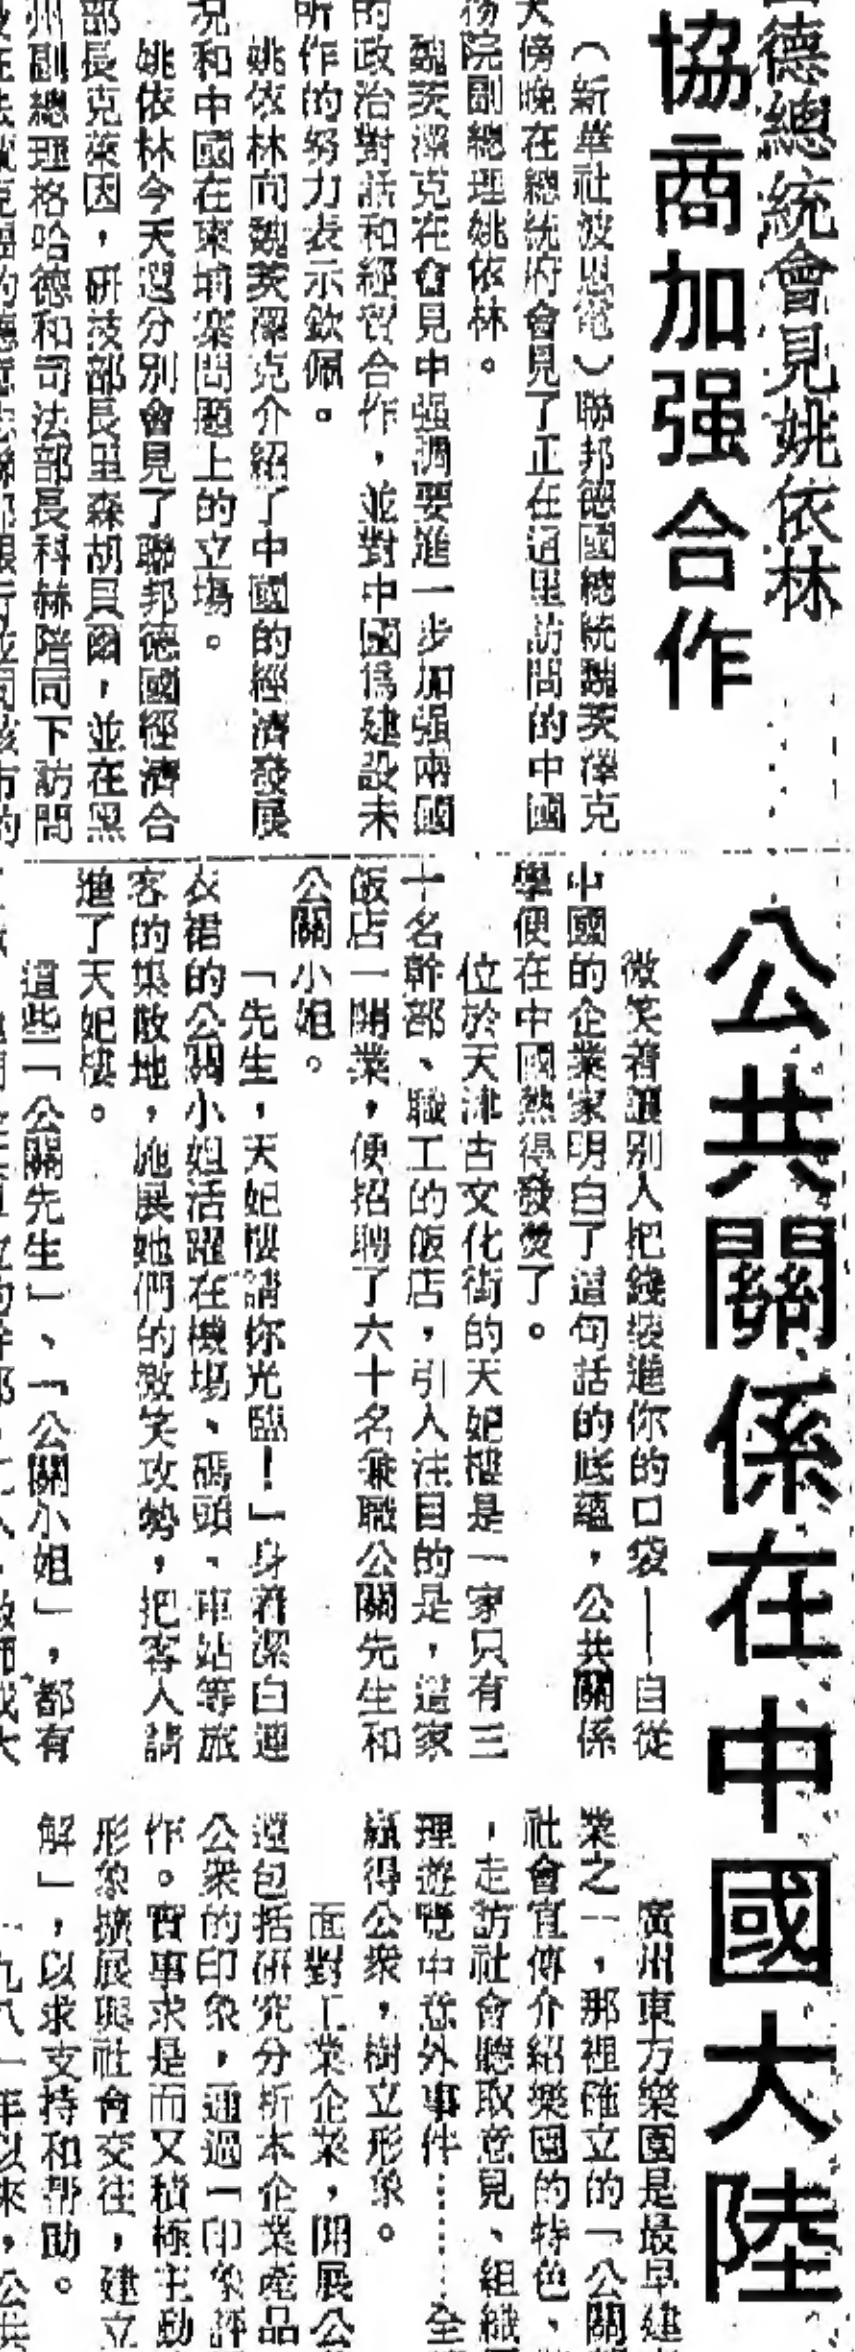 德總統會見姚依林
協商加强合作
（新華社波恩電）聯邦德國總統魏茨澤克
天傍晚在總統府會見了正在這里訪問的中國
務院副總理姚依林。
魏茨澤克在會見中强調要進一步加强兩國
的政治對話和經貿合作，並對中國爲建設未
所作的努力表示欽佩。
姚依林向魏茨澤克介紹了中國的經濟發展
况和中國在柬埔寨問題上的立場。
姚依林今天還分別會見了聯邦德國經濟合
部長克萊因，研技部長里森胡貝爾，並在黑
州副總理格哈德和司法部長科赫陪同下訪問
公共關係在中國大陸
微笑着讓別人把錢裝進你的口袋——自從
中國的企業家明白了這句話的底蘊，公共關係
學便在中國熱得發燙了。
位於天津古文化街的天妃樓是一家只有三
十名幹部、職工的飯店，引人注目的是，這家
飯店一開業，便招聘了六十名兼職公關先生和
公關小姐。
「先生，天妃樓請你光臨！」身着潔白連
衣裙的公關小姐活躍在機場、碼頭、車站等旅
客的集散地，施展她們的微笑攻勢，把客人請
進了天妃樓。
這些「公關先生」、「公關小姐」，都有
廣州東方樂園是最早建
業之一，那裡確立的「公關
社會宣傳介紹樂園的特色、
，走訪社會聽取意見、組織
理遊覽中意外事件……全
贏得公衆，樹立形象。
面對工業企業，開展公
還包括研究分析本企業產品
公衆的印象，通過「印象評
作。實事求是而又積極主動
形象擴展與社會交往，建立
解」，以求支持和幫助。
一九八一年以來，公共